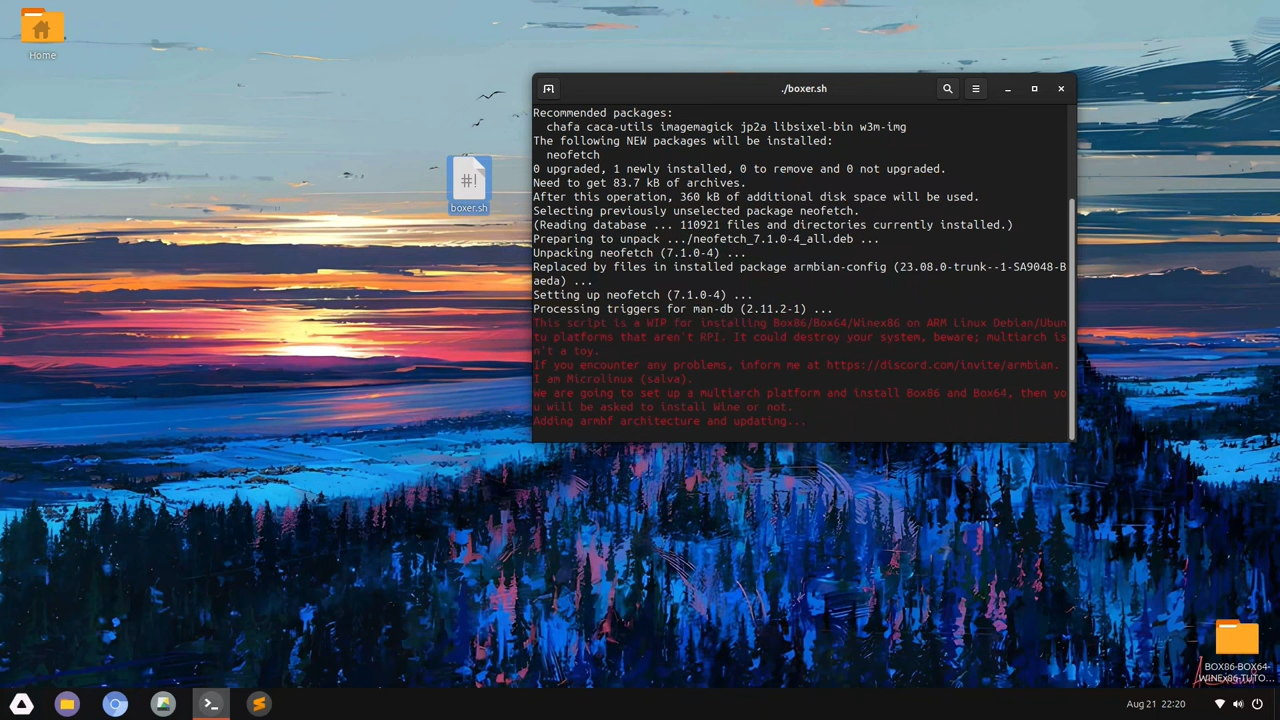 Home
boxer.sh
./boxer.sh
Recommended packages:
chafa caca-utils imagemagick jp2a libsixel-bin w3m-img
The following NEW packages will be installed:
neofetch
0 upgraded, 1 newly installed, 0 to remove and 0 not upgraded.
Need to get 83.7 kB of archives.
After this operation, 360 kB of additional disk space will be used.
Selecting previously unselected package neofetch.
(Reading database ... 110921 files and directories currently installed.)
Preparing to unpack .../neofetch_7.1.0-4_all.deb ...
Unpacking neofetch (7.1.0-4) ...
Replaced by files in installed package armbian-config (23.08.0-trunk--1-SA9048-B
aeda) ...
Setting up neofetch (7.1.0-4) ...
Processing triggers for man-db (2.11.2-1) ...
This script is a WIP for installing Box86/Box64/Winex86 on ARM Linux Debian/Ubun
tu platforms that aren't RPI. It could destroy your system, beware; multiarch is
n't a toy.
If you encounter any problems, inform me at https://discord.com/invite/armbian.
I am Microlinux (salva).
We are going to set up a multiarch platform and install Box86 and Box64, then yo
u will be asked to install Wine or not.
Adding armhf architecture and updating...
BOX86-BOX64-
WINEX86-TUTO...
Aug 21 22:20